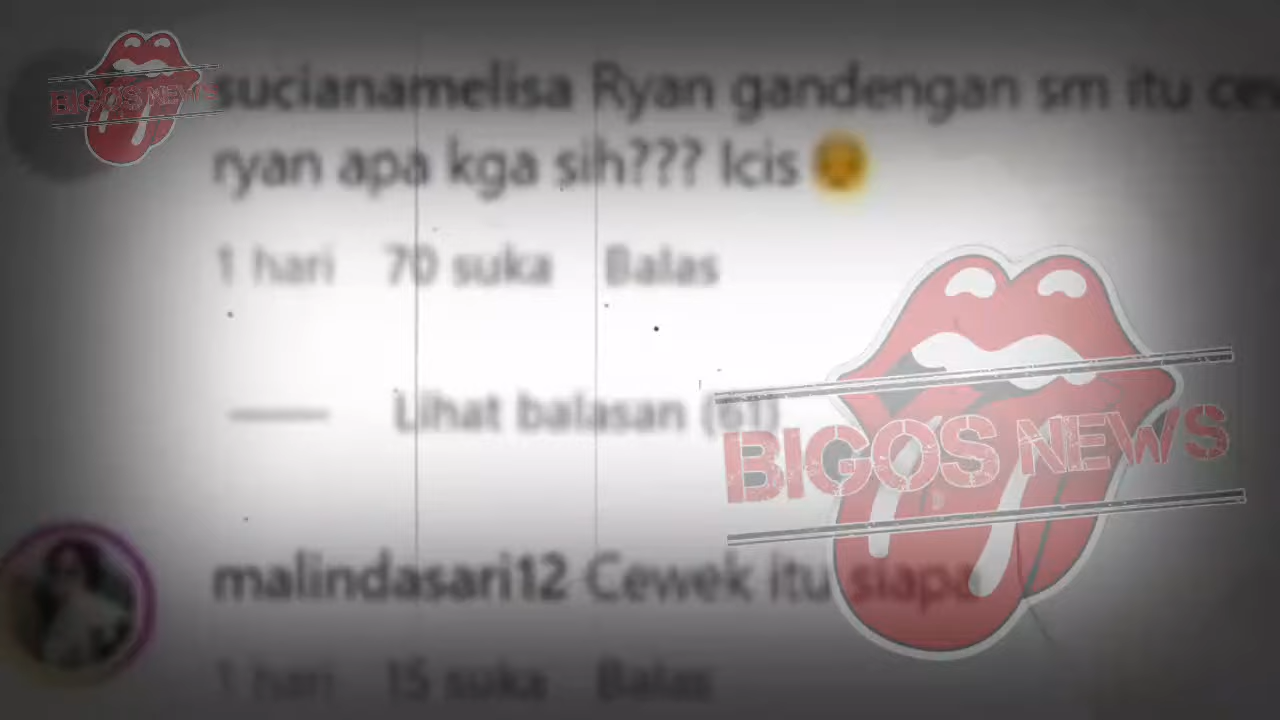 BIGOS NEWS
sucianamelisa Ryan gandengan sm itu
ryan apa kga sih??? Icis
1 hari 70 suka Balas
Lihat balasan (61)
BIGOS NEWS
malindasari12 Cewek itu siapa
1 hari 15 suka Balas